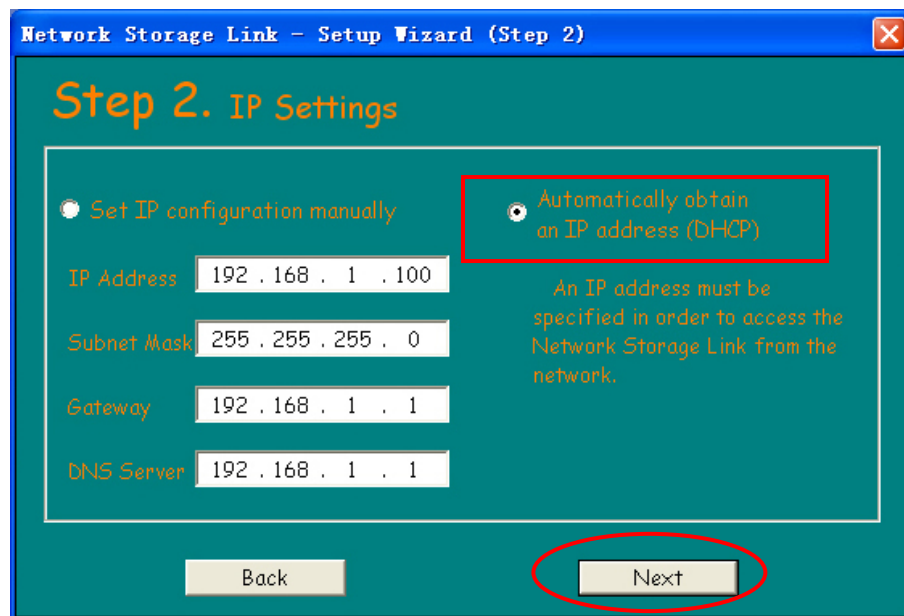 Network Storage Link - Setup Wizard (Step 2)
Step 2. IP Settings
Set IP configuration manually
IP Address 192 . 168 . 1 . 100
Subnet Mask 255 . 255 . 255 . 0
Gateway 192 . 168 . 1 . 1
DNS Server 192 . 168 . 1 . 1
Automatically obtain
an IP address (DHCP)
An IP address must be
specified in order to access the
Network Storage Link from the
network.
Back
Next